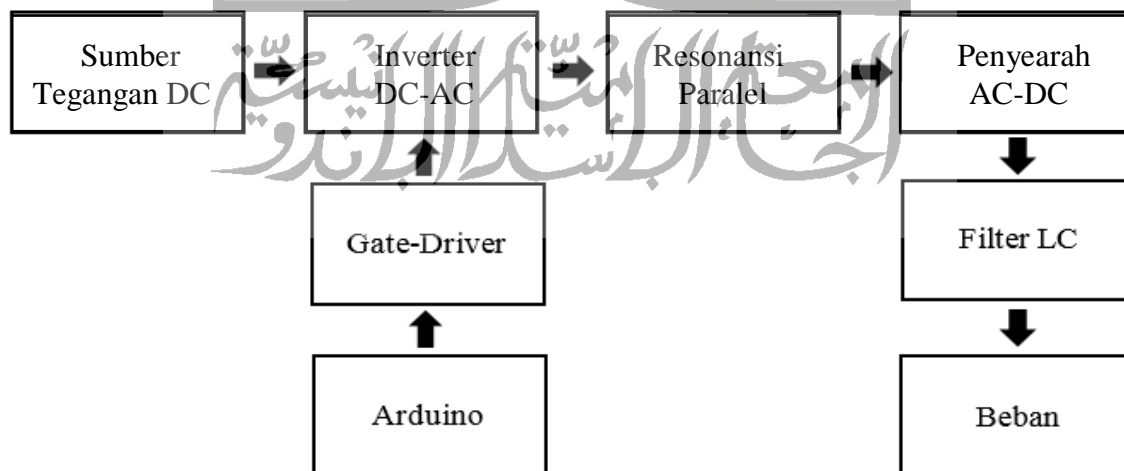 Sumber
Tegangan DC
Inverter
DC-AC
Resonansi
Paralel
Penyearah
AC-DC
Gate-Driver
Filter LC
Arduino
Beban